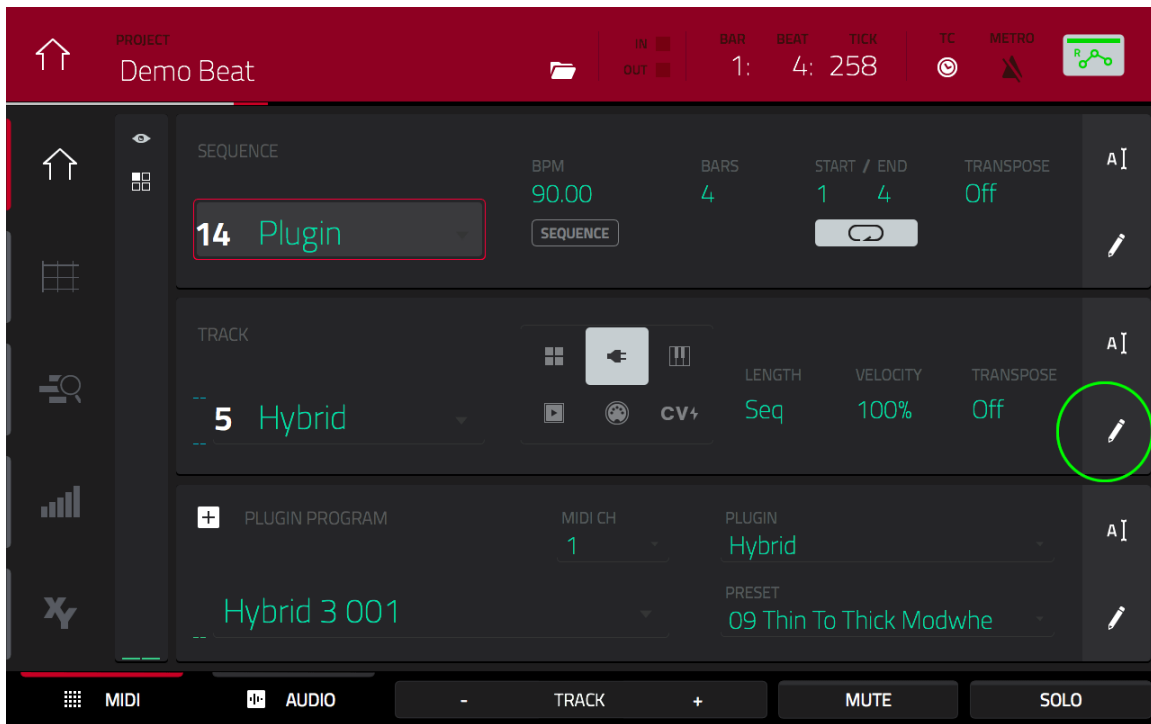 PROJECT
Demo Beat
IN
OUT
BAR BEAT TICK
1: 4: 258
TC
METRO
R
SEQUENCE
14 Plugin
BPM
90.00
SEQUENCE
BARS
4
START / END
1 4
TRANSPOSE
Off
A
TRACK
5 Hybrid
CV
LENGTH
Seq
VELOCITY
100%
TRANSPOSE
Off
A
PLUGIN PROGRAM
Hybrid 3 001
MIDI CH
1
PLUGIN
Hybrid
PRESET
09 Thin To Thick Modwhe
A
XY
MIDI
AUDIO
- TRACK +
MUTE
SOLO